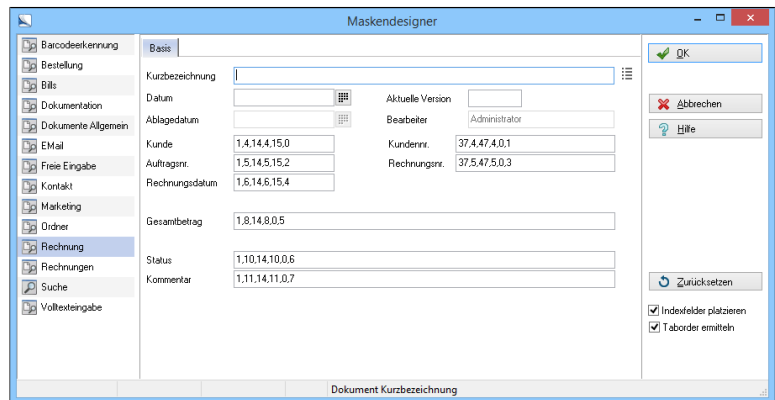 Maskendesigner
Barcodeerkennung
Bestellung
Bills
Dokumentation
Dokumente Allgemein
EMail
Freie Eingabe
Kontakt
Marketing
Ordner
Rechnung
Rechnungen
Suche
Volltexteingabe
Basis
Kurzbezeichnung
Datum Aktuelle Version
Ablagedatum Bearbeiter Administrator
Kunde 1,4,14,4,15,0 Kundennr. 37,4,47,4,0,1
Auftragsnr. 1,5,14,5,15,2 Rechnungsnr. 37,5,47,5,0,3
Rechnungsdatum 1,6,14,6,15,4
Gesamtbetrag 1,8,14,8,0,5
Status 1,10,14,10,0,6
Kommentar 1,11,14,11,0,7
OK
Abbrechen
Hilfe
Zurücksetzen
Indexfelder platzieren
Taborder ermitteln
Dokument Kurzbezeichnung